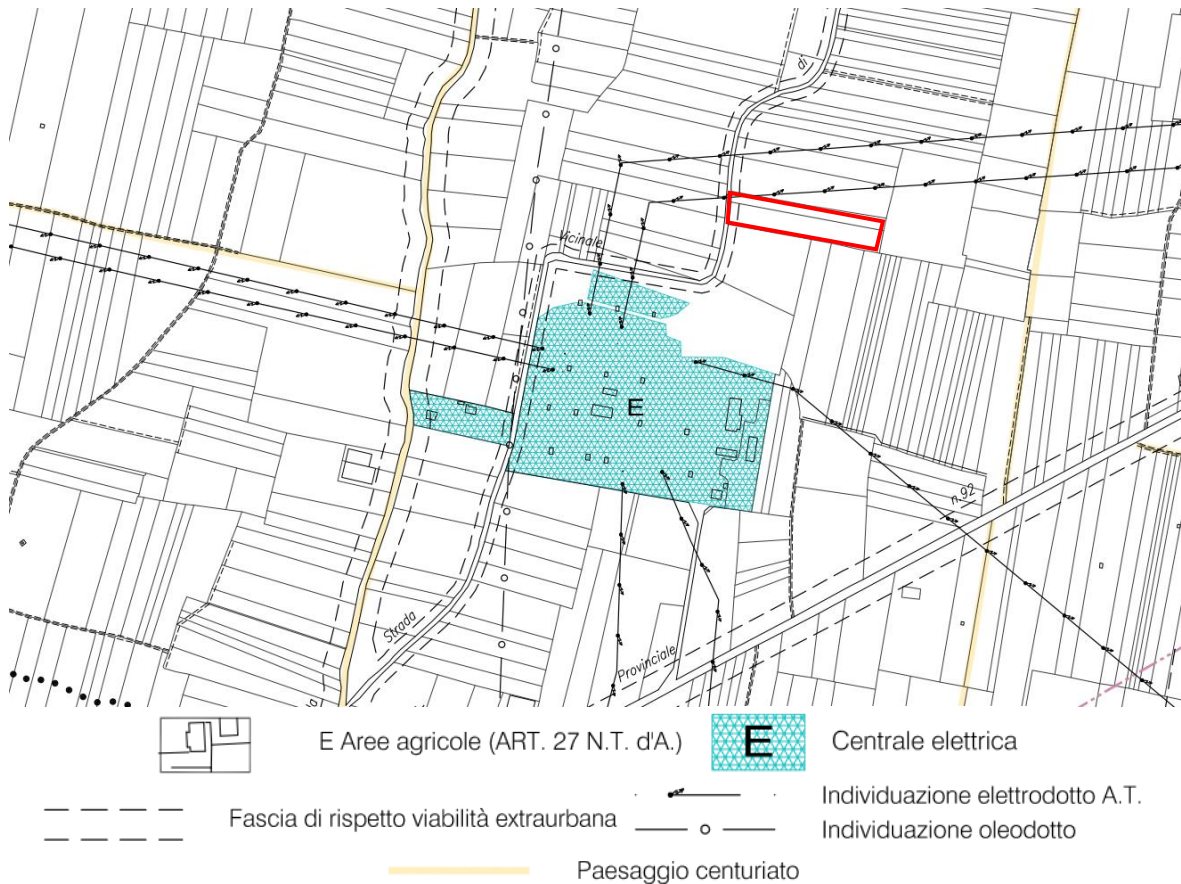 di
Vicinale
E
n.92
Strada
Provinciale
E Aree agricole (ART. 27 N.T. d'A.)
E
Centrale elettrica
Fascia di rispetto viabilità extraurbana
Individuazione elettrodotto A.T.
Individuazione oleodotto
Paesaggio centuriato